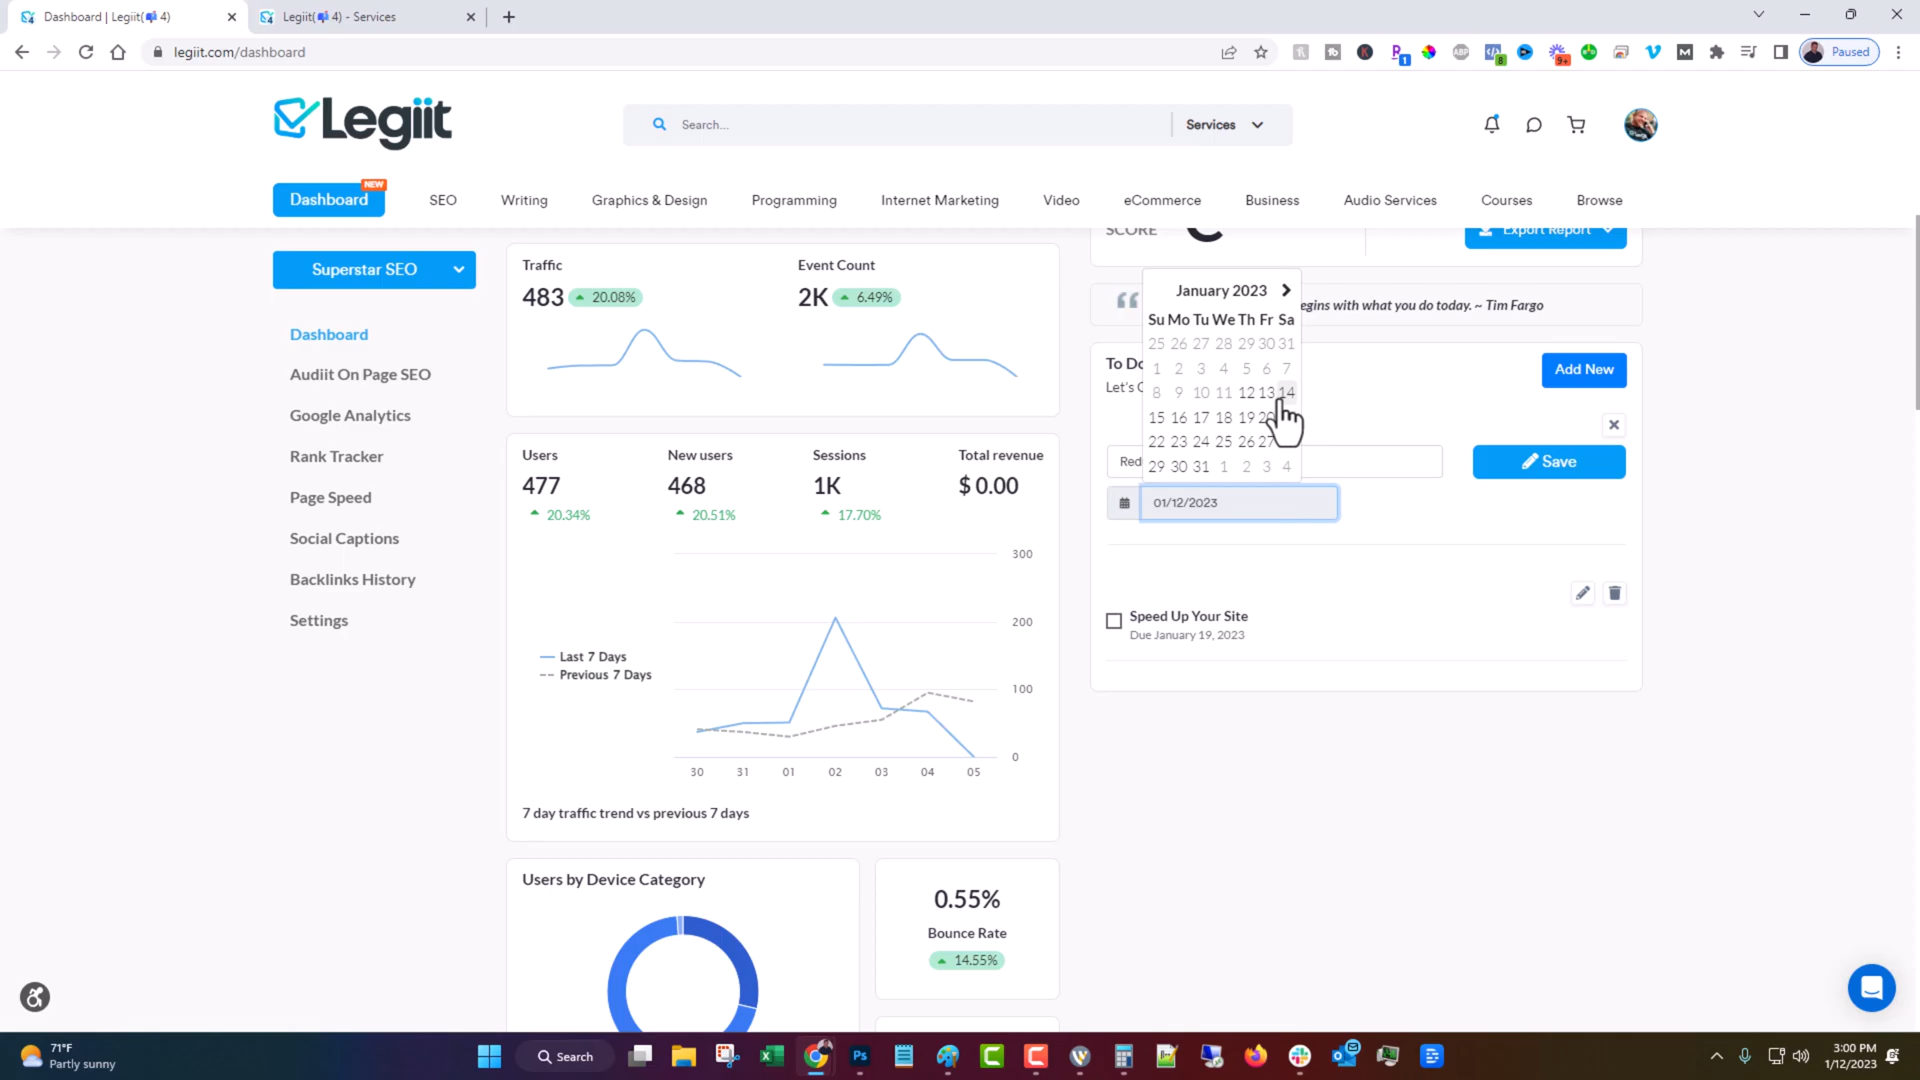 Dashboard | Legiit(📬 4)
Legiit(📬 4) - Services
legiit.com/dashboard
1
ABP
8
9+
M
Paused
Legiit
Search...
Services
NEW
Dashboard
SEO
Writing
Graphics & Design
Programming
Internet Marketing
Video
eCommerce
Business
Audio Services
Courses
Browse
Superstar SEO
Dashboard
Audiit On Page SEO
Google Analytics
Rank Tracker
Page Speed
Social Captions
Backlinks History
Settings
Traffic
483 20.08%
Event Count
2K 6.49%
Users
477
20.34%
New users
468
20.51%
Sessions
1K
17.70%
Total revenue
$ 0.00
300
200
100
0
Last 7 Days
Previous 7 Days
30 31 01 02 03 04 05
7 day traffic trend vs previous 7 days
Users by Device Category
0.55%
Bounce Rate
14.55%
SCORE
Export Report
egins with what you do today. ~ Tim Fargo
January 2023
Su Mo Tu We Th Fr Sa
25 26 27 28 29 30 31
1 2 3 4 5 6 7
8 9 10 11 12 13 14
15 16 17 18 19 20
22 23 24 25 26 27
29 30 31 1 2 3 4
To Do
Let's
Add New
Red
Save
01/12/2023
Speed Up Your Site
Due January 19, 2023
71°F
Partly sunny
Search
Ps
3:00 PM
1/12/2023